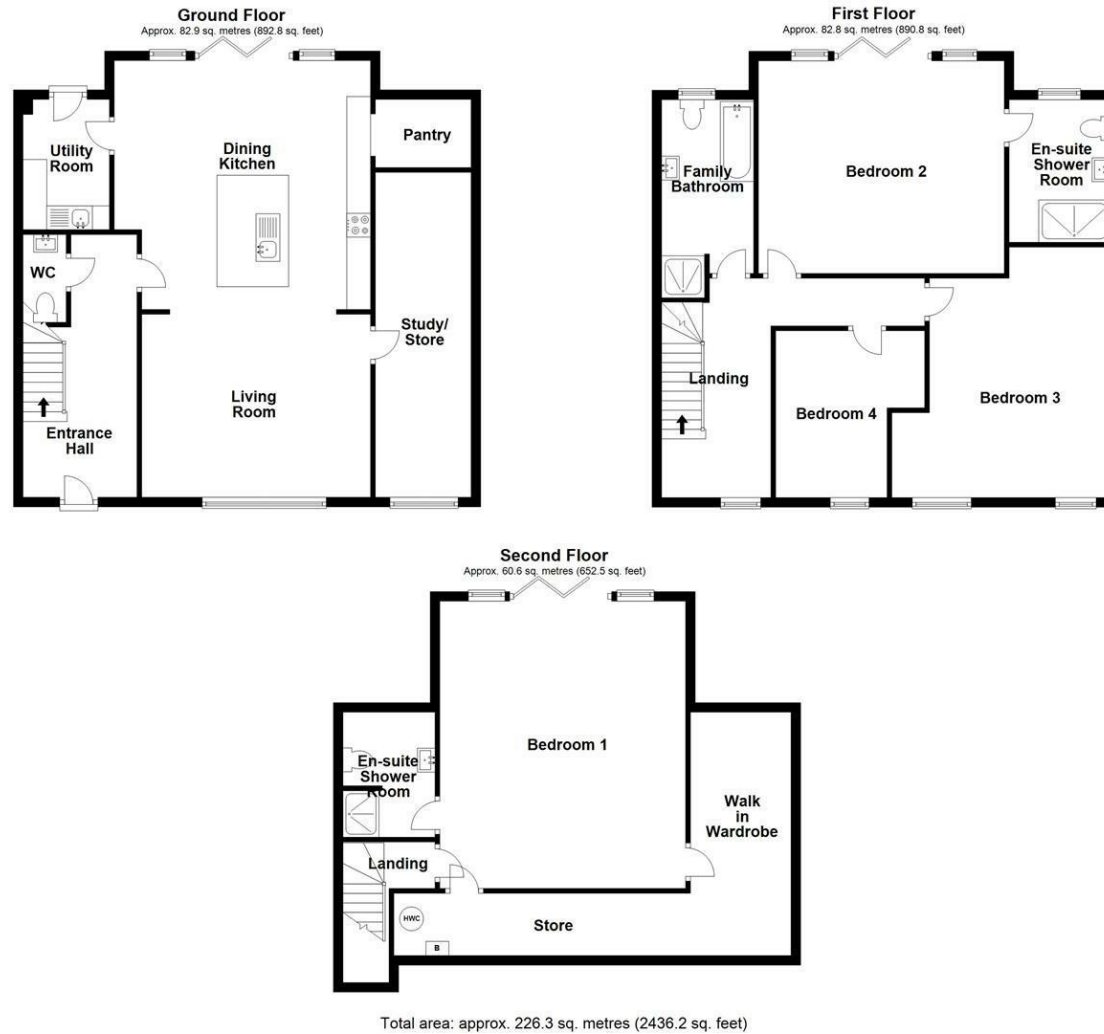 Ground Floor
Approx. 82.9 sq. metres (892.8 sq. feet)
Utility
Room
Dining
Kitchen
Pantry
WC
Study/
Store
Living
Room
Entrance
Hall
First Floor
Approx. 82.8 sq. metres (890.8 sq. feet)
Family
Bathroom
Bedroom 2
En-suite
Shower
Room
Landing
Bedroom 4
Bedroom 3
Second Floor
Approx. 60.6 sq. metres (652.5 sq. feet)
En-suite
Shower
Room
Bedroom 1
Walk
in
Wardrobe
Landing
HWC
B
Store
Total area: approx. 226.3 sq. metres (2436.2 sq. feet)